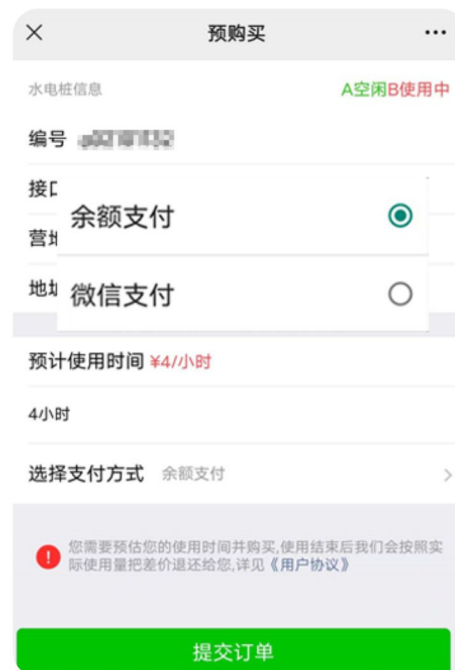 预购买
水电桩信息 A空闲B使用中
编号
接口
余额支付
营地
地址
微信支付
预计使用时间 ¥4/小时
4小时
选择支付方式 余额支付
您需要预估您的使用时间并购买,使用结束后我们会按照实
际使用量把差价退还给您,详见《用户协议》
提交订单